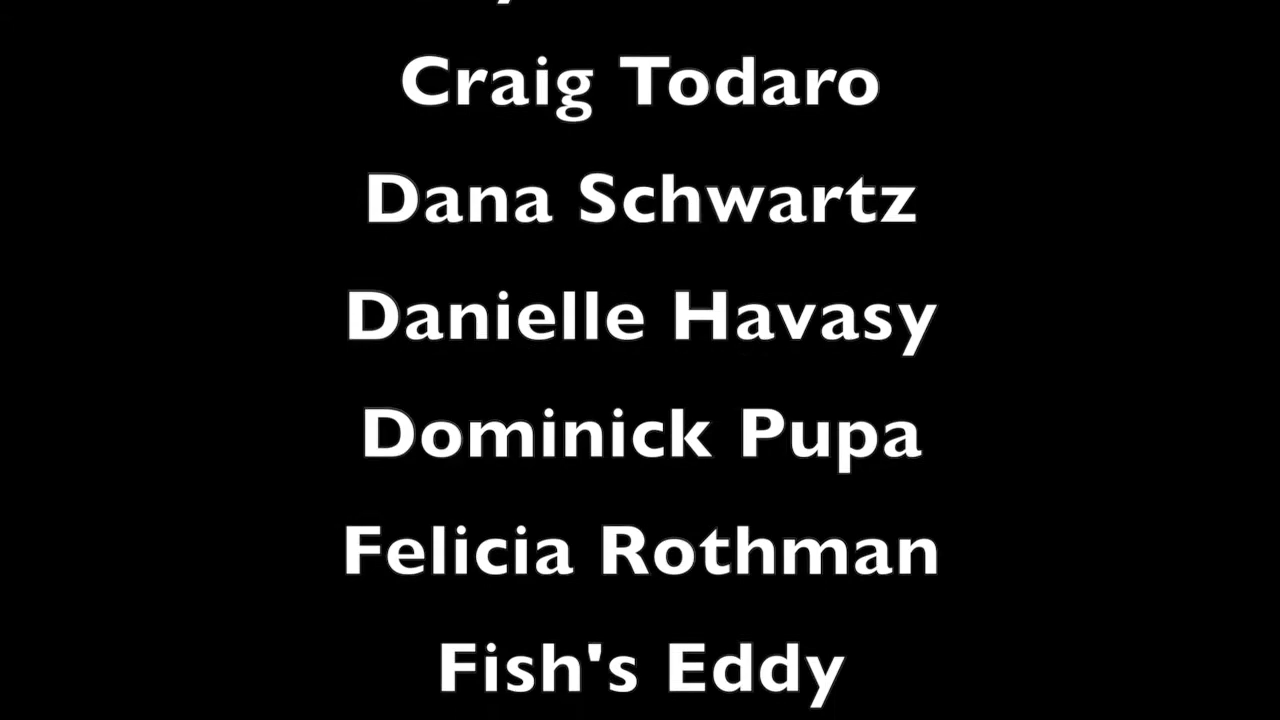 Craig Todaro
Dana Schwartz
Danielle Havasy
Dominick Pupa
Felicia Rothman
Fish's Eddy